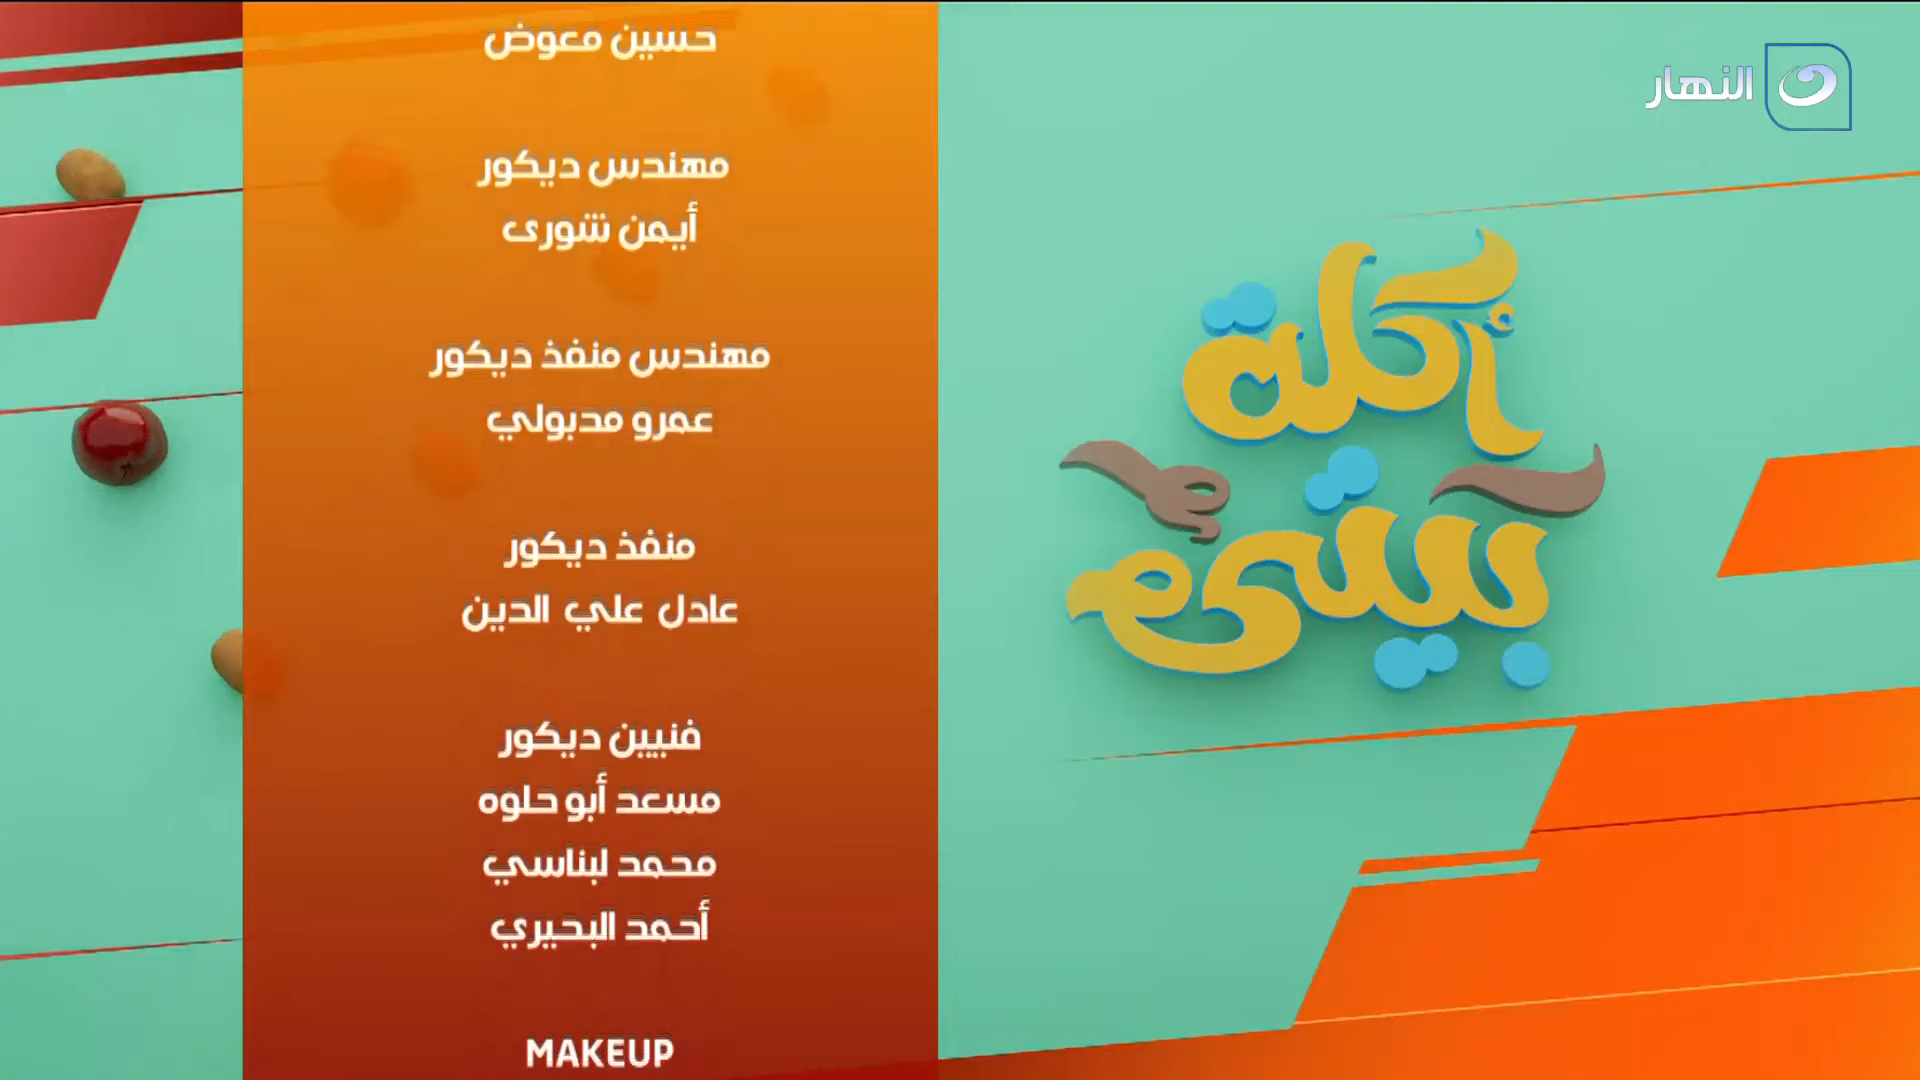 النهار
حسين معوض
مهندس ديكور
أيمن شورى
مهندس منفذ ديكور
عمرو مدبولي
منفذ ديكور
عادل علي الدين
فنيين ديكور
مسعد أبو حلوه
محمد لبناسي
أحمد البحيري
MAKEUP
أكلة
بيتي